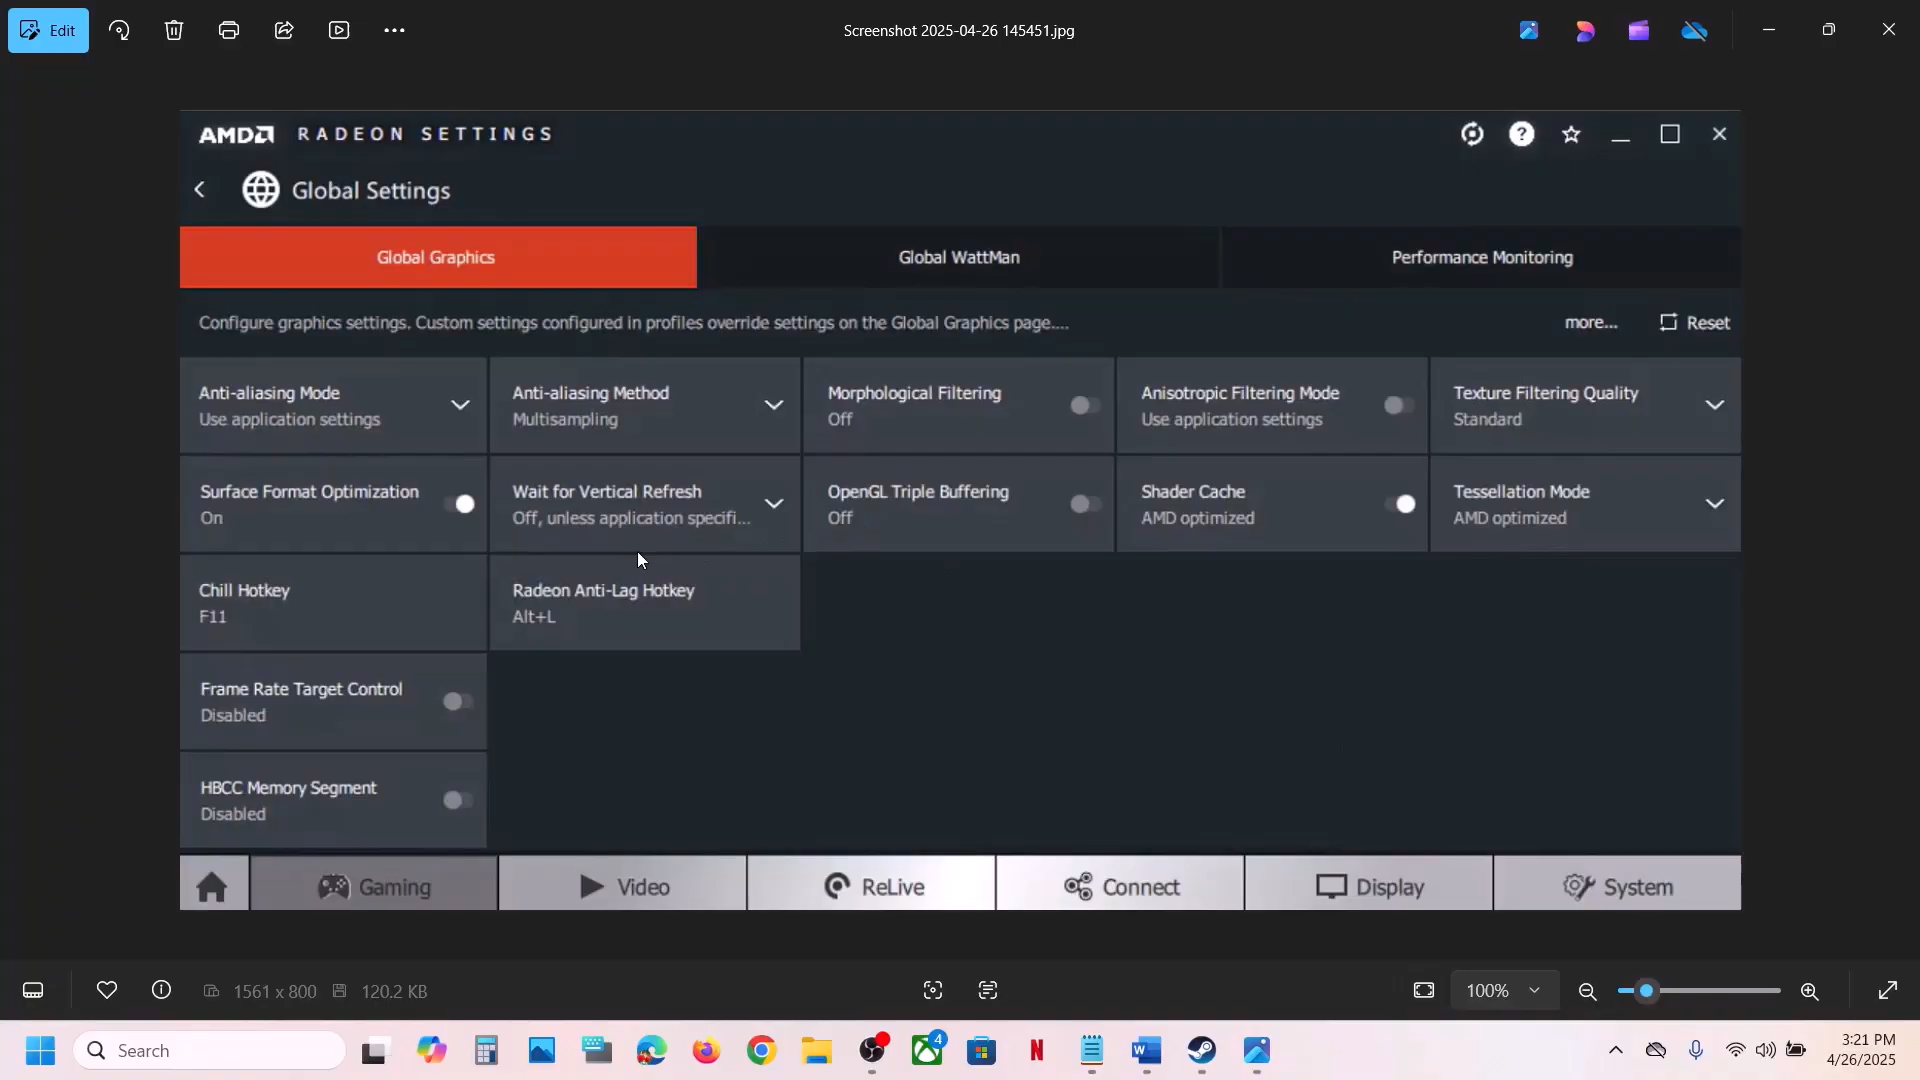 Edit
Screenshot 2025-04-26 145451.jpg
AMD RADEON SETTINGS
Global Settings
Global Graphics
Global WattMan
Performance Monitoring
Configure graphics settings. Custom settings configured in profiles override settings on the Global Graphics page....
more...
Reset
Anti-aliasing Mode
Use application settings
Anti-aliasing Method
Multisampling
Morphological Filtering
Off
Anisotropic Filtering Mode
Use application settings
Texture Filtering Quality
Standard
Surface Format Optimization
On
Wait for Vertical Refresh
Off, unless application specifi...
OpenGL Triple Buffering
Off
Shader Cache
AMD optimized
Tessellation Mode
AMD optimized
Chill Hotkey
F11
Radeon Anti-Lag Hotkey
Alt+L
Frame Rate Target Control
Disabled
HBCC Memory Segment
Disabled
Gaming
Video
ReLive
Connect
Display
System
1561 x 800
120.2 KB
100%
Search
4
3:21 PM
4/26/2025